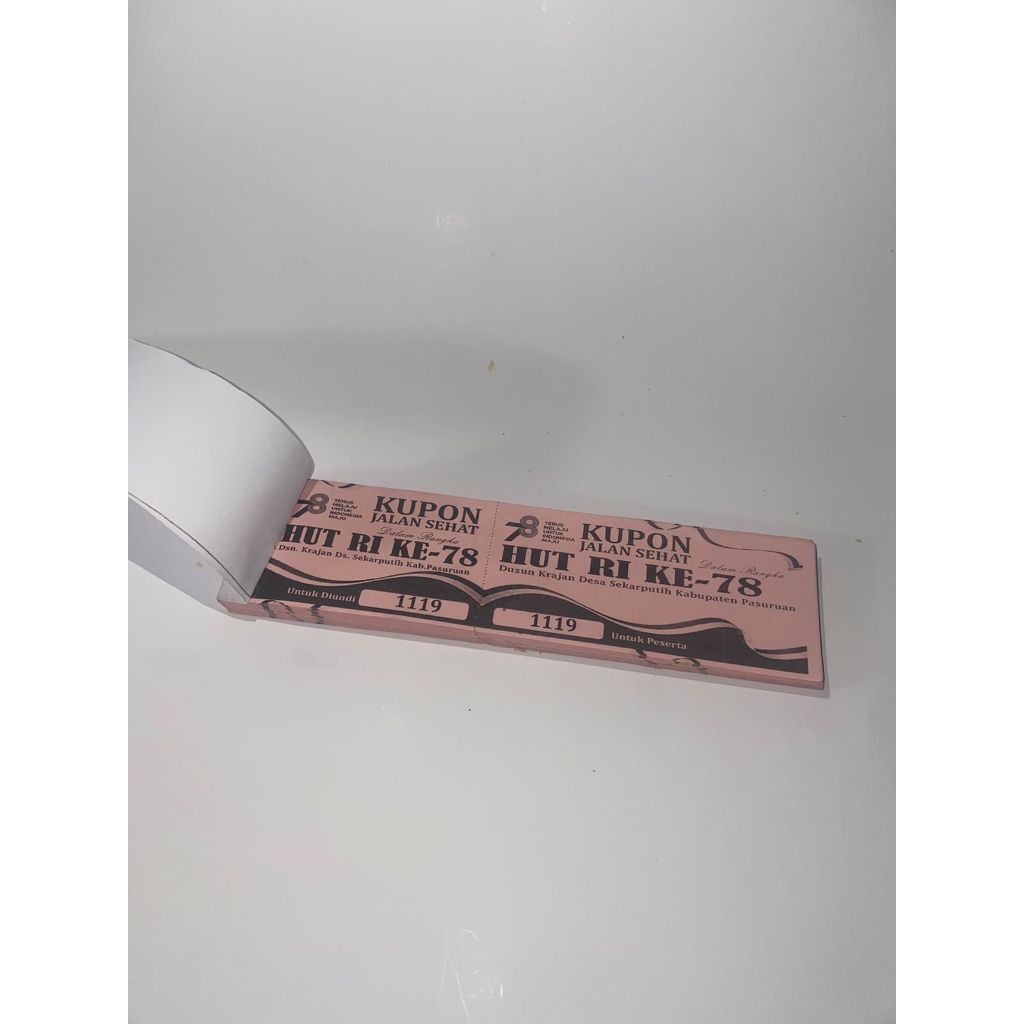 78 TERUS
MELAJU
UNTUK
INDONESIA
MAJU
KUPON
JALAN SEHAT
Dalam Rangka
HUT RI KE-78
Dsn. Krajan Ds. Sekarputih Kab.Pasuruan
Untuk Diundi 1119
78 TERUS
MELAJU
UNTUK
INDONESIA
MAJU
KUPON
JALAN SEHAT
Dalam Rangka
HUT RI KE-78
Dusun Krajan Desa Sekarputih Kabupaten Pasuruan
1119 Untuk Peserta